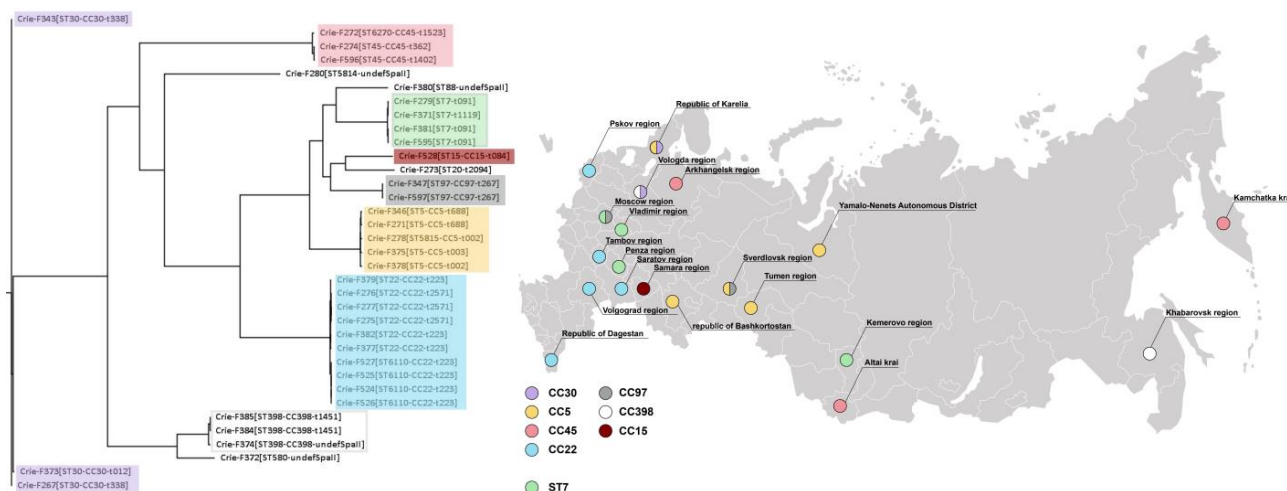 Crie-F343[ST30-CC30-t338]
Crie-F272[ST6270-CC45-t1523]
Crie-F274[ST45-CC45-t362]
Crie-F596[ST45-CC45-t1402]
Crie-F280[ST5814-undefSpaII]
Crie-F380[ST88-undefSpaII]
Crie-F279[ST7-t091]
Crie-F371[ST7-t1119]
Crie-F381[ST7-t091]
Crie-F595[ST7-t091]
Crie-F528[ST15-CC15-t084]
Crie-F273[ST20-t2094]
Crie-F347[ST97-CC97-t267]
Crie-F597[ST97-CC97-t267]
Crie-F346[ST5-CC5-t688]
Crie-F271[ST5-CC5-t688]
Crie-F278[ST5815-CC5-t002]
Crie-F375[ST5-CC5-t003]
Crie-F378[ST5-CC5-t002]
Crie-F379[ST22-CC22-t223]
Crie-F276[ST22-CC22-t2571]
Crie-F277[ST22-CC22-t2571]
Crie-F275[ST22-CC22-t2571]
Crie-F382[ST22-CC22-t223]
Crie-F377[ST22-CC22-t223]
Crie-F527[ST6110-CC22-t223]
Crie-F525[ST6110-CC22-t223]
Crie-F524[ST6110-CC22-t223]
Crie-F526[ST6110-CC22-t223]
Crie-F385[ST398-CC398-t1451]
Crie-F384[ST398-CC398-t1451]
Crie-F374[ST398-CC398-undefSpaII]
Crie-F372[ST580-undefSpaII]
Crie-F373[ST30-CC30-t012]
Crie-F267[ST30-CC30-t338]
Republic of Karelia
Pskov region
Vologda region
Arkhangelsk region
Moscow region
Vladimir region
Yamalo-Nenets Autonomous District
Kamchatka kra
Tambov region
Penza region
Saratov region
Samara region
Sverdlovsk region
Tumen region
Volgograd region
republic of Bashkortostan
Republic of Dagestan
Kemerovo region
Khabarovsk region
Altai krai
CC30
CC5
CC45
CC22
ST7
CC97
CC398
CC15